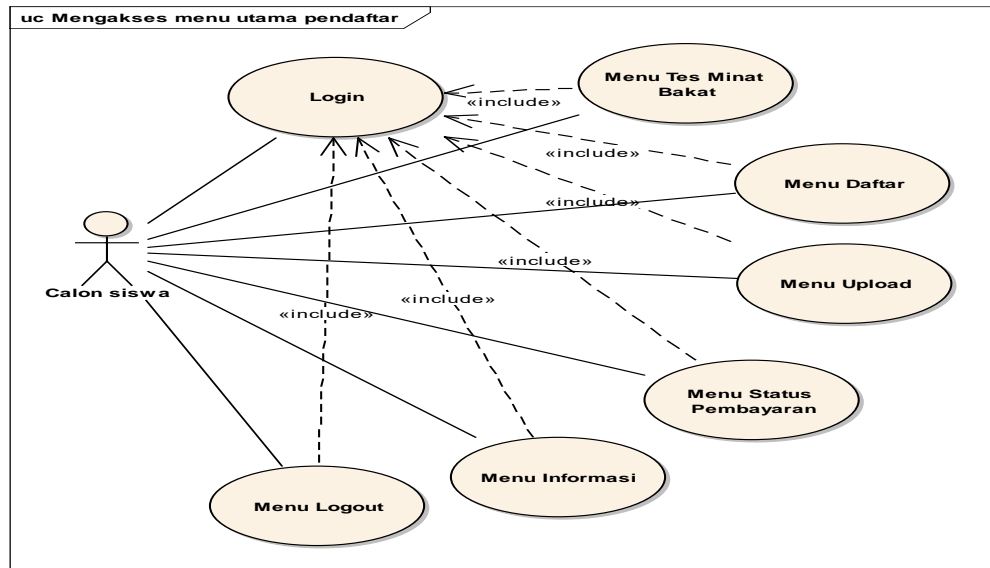 uc Mengakses menu utama pendaftar
Menu Tes Minat
Bakat
Login
«include»
«include»
Menu Daftar
«include»
«include»
Menu Upload
Calon siswa
«include»
«include»
Menu Status
Pembayaran
Menu Informasi
Menu Logout